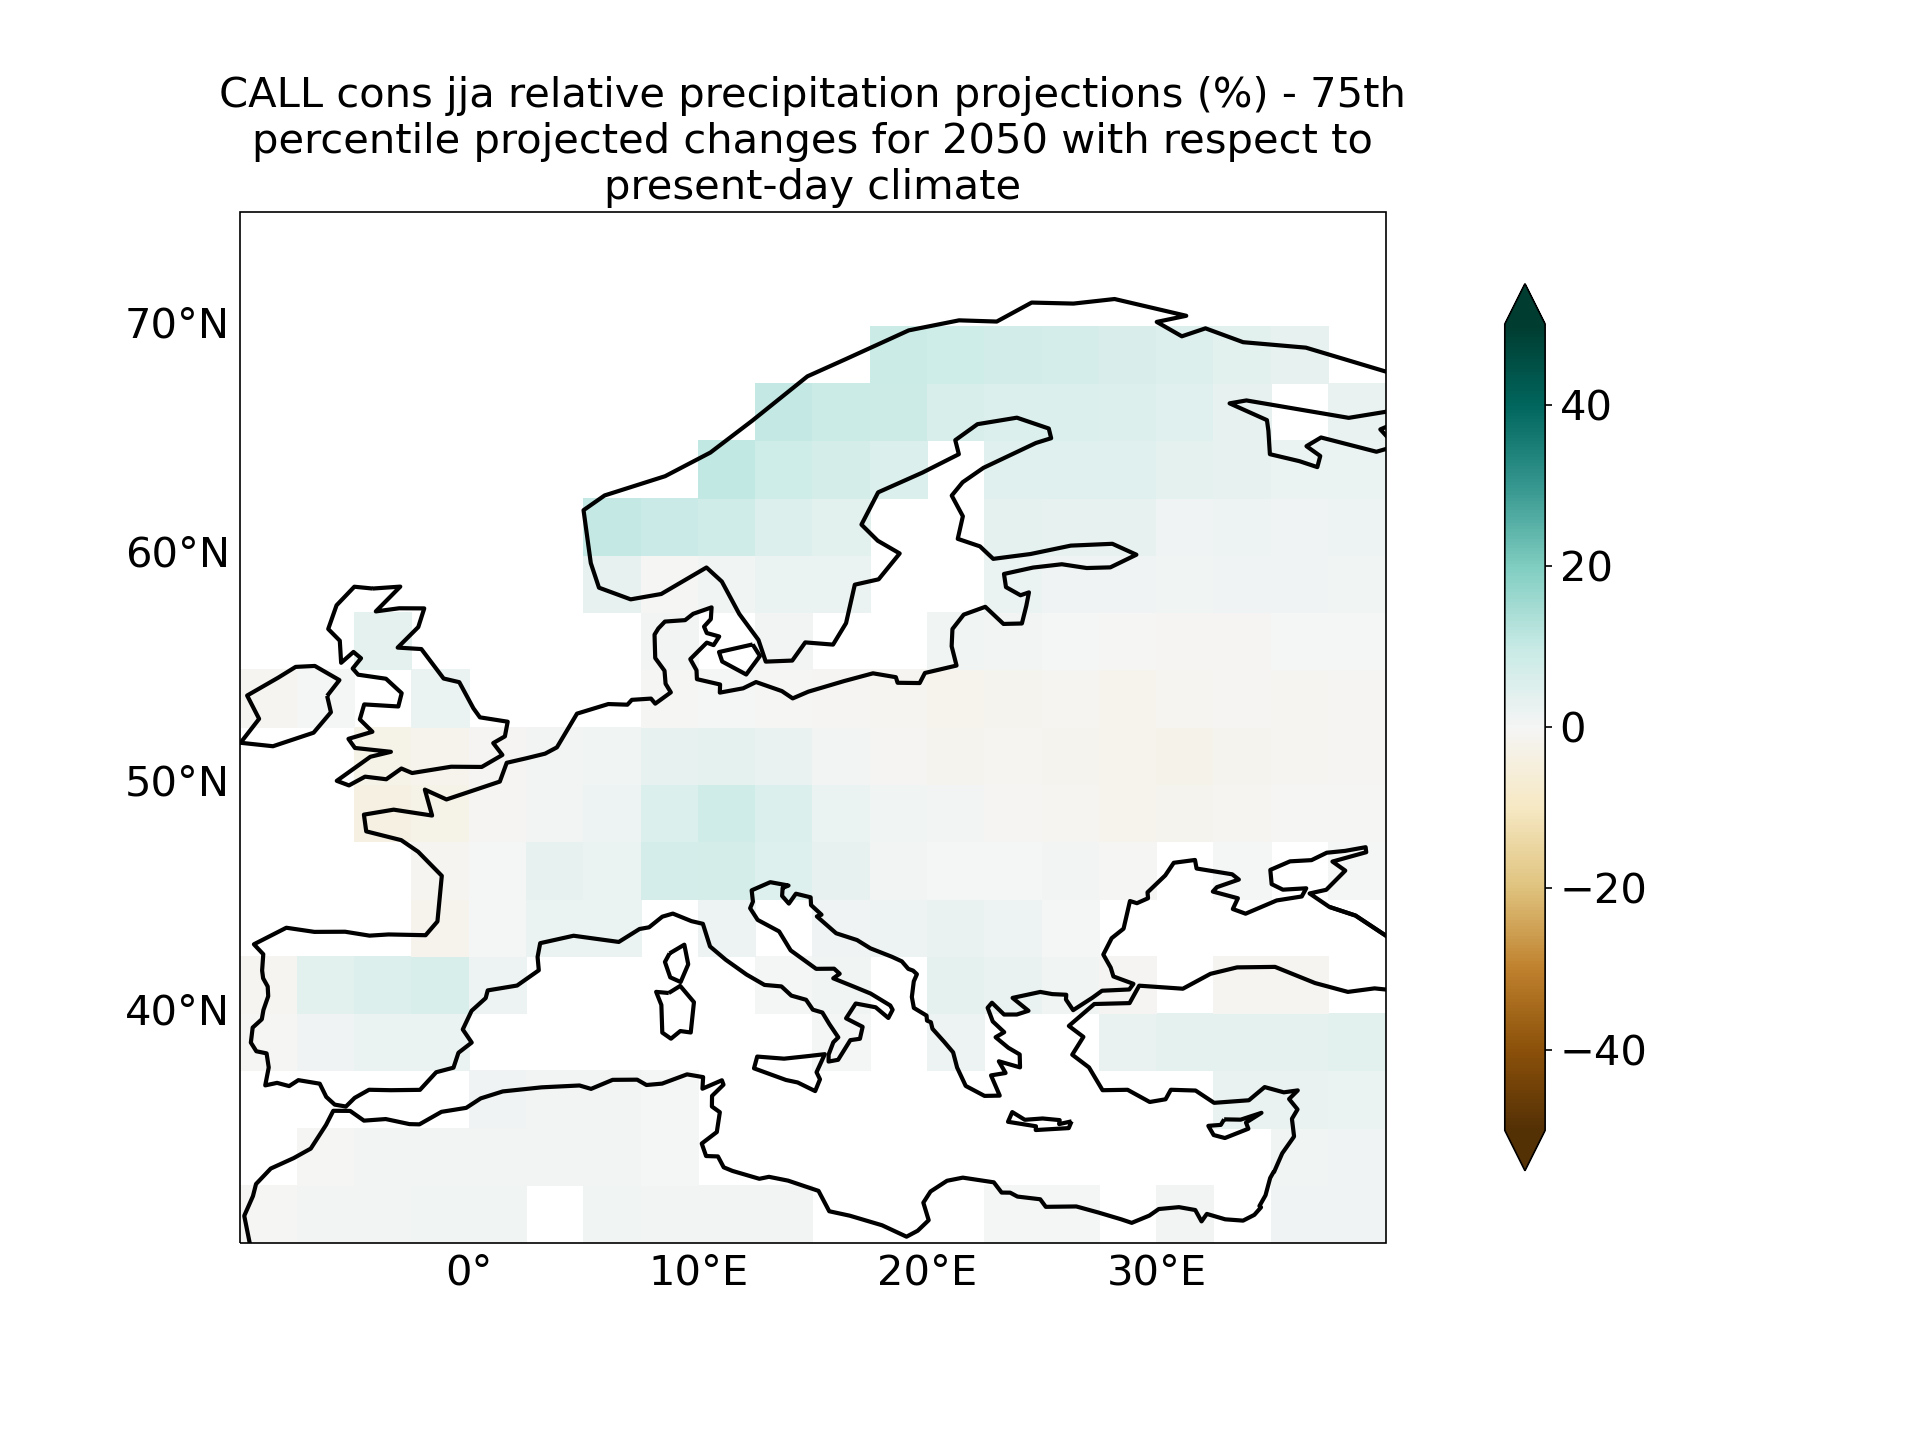 CALL cons jja relative precipitation projections (%) - 75th
percentile projected changes for 2050 with respect to
present-day climate
70°N
60°N
50°N
40°N
0°
10°E
20°E
30°E
40
20
0
−20
−40